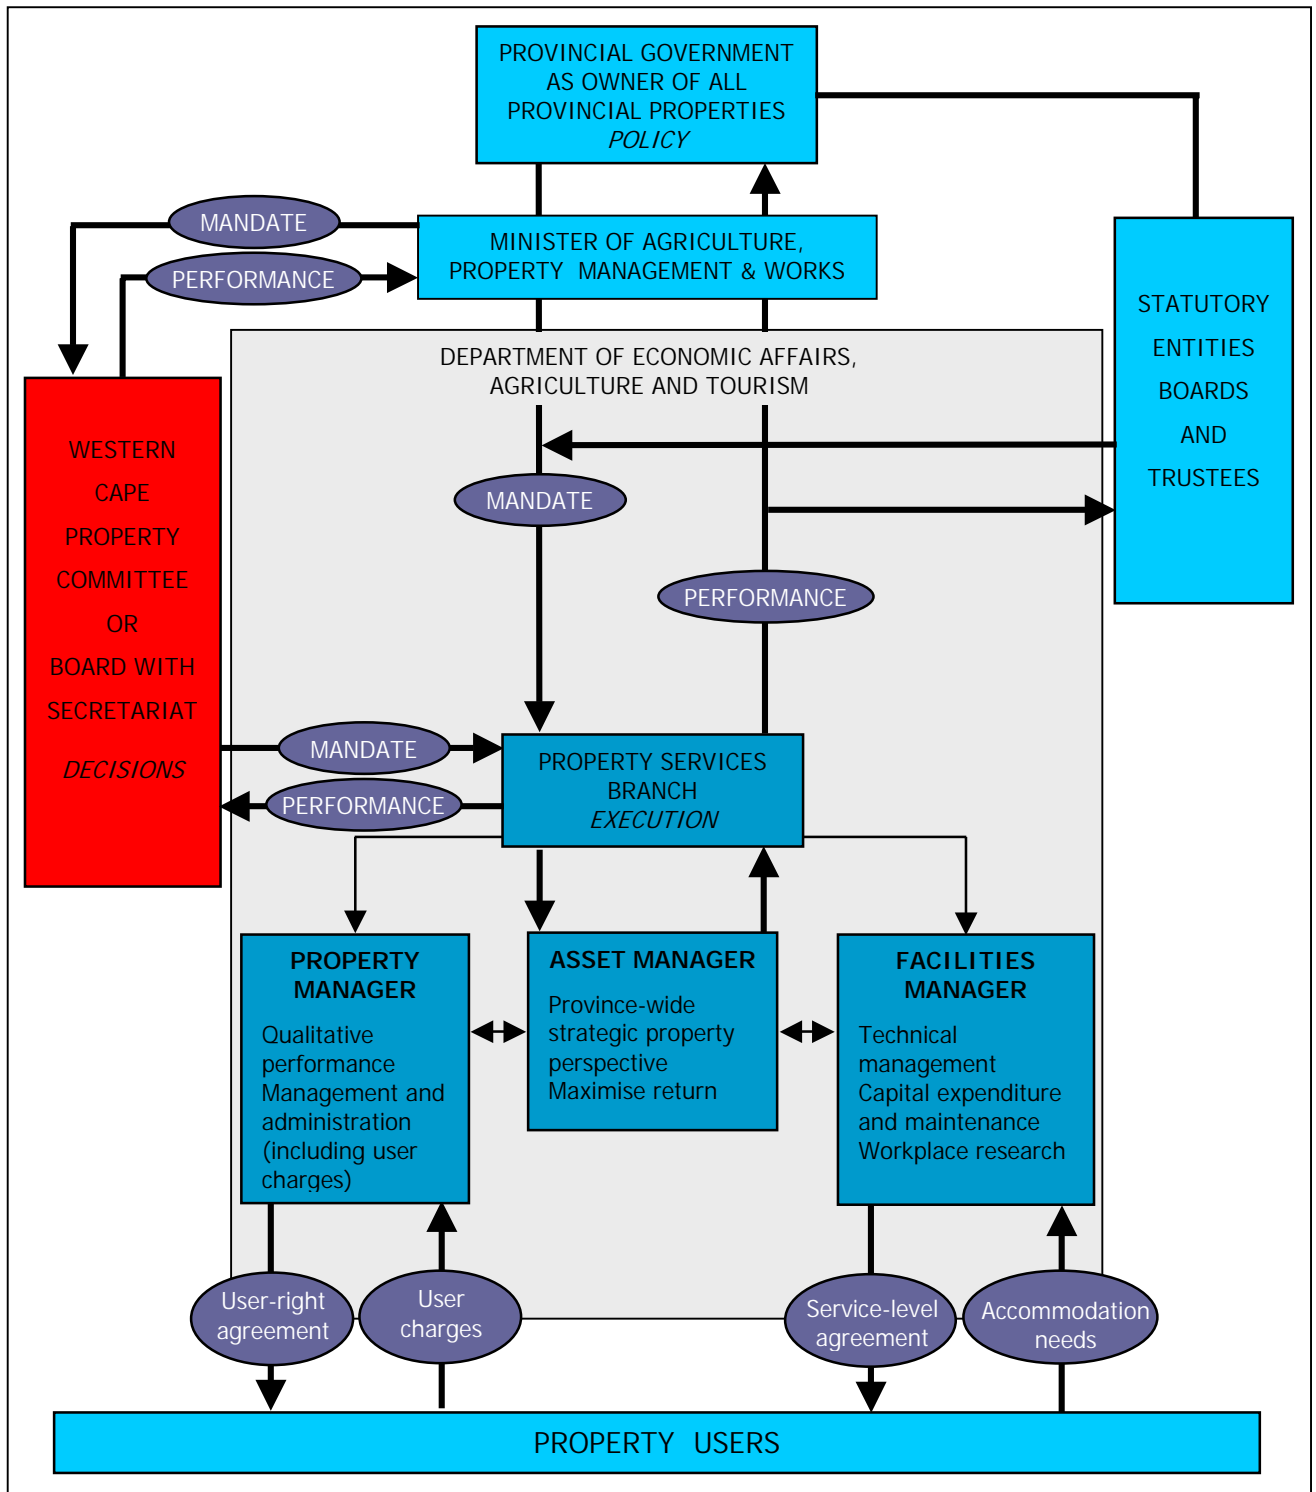 PROVINCIAL GOVERNMENT
AS OWNER OF ALL
PROVINCIAL PROPERTIES
POLICY
MANDATE
PERFORMANCE
MINISTER OF AGRICULTURE,
PROPERTY MANAGEMENT & WORKS
STATUTORY
ENTITIES
BOARDS
AND
TRUSTEES
DEPARTMENT OF ECONOMIC AFFAIRS,
AGRICULTURE AND TOURISM
WESTERN
CAPE
PROPERTY
COMMITTEE
OR
BOARD WITH
SECRETARIAT
DECISIONS
MANDATE
PERFORMANCE
MANDATE
PERFORMANCE
PROPERTY SERVICES
BRANCH
EXECUTION
PROPERTY
MANAGER
Qualitative
performance
Management and
administration
(including user
charges)
ASSET MANAGER
Province-wide
strategic property
perspective
Maximise return
FACILITIES
MANAGER
Technical
management
Capital expenditure
and maintenance
Workplace research
User-right
agreement
User
charges
Service-level
agreement
Accommodation
needs
PROPERTY USERS